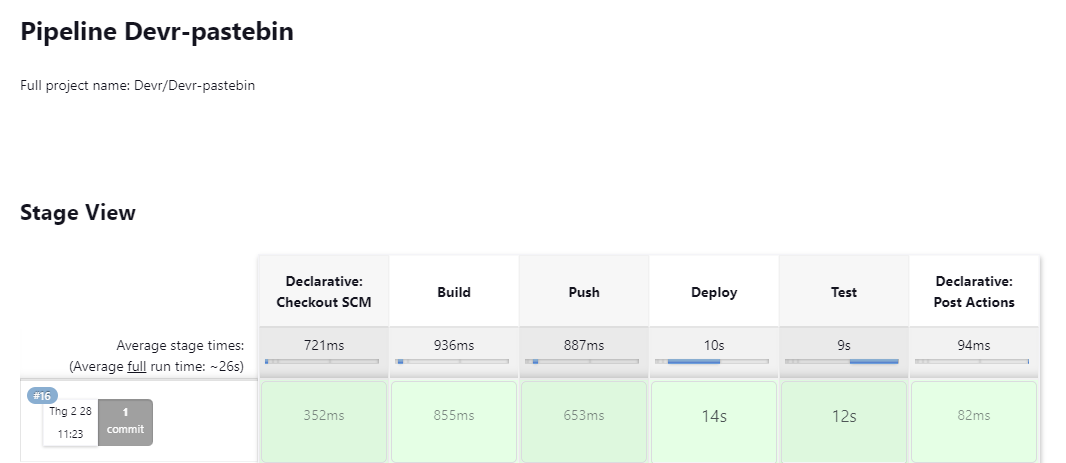 Pipeline Devr-pastebin
Full project name: Devr/Devr-pastebin
Stage View
Declarative: Checkout SCM
Build
Push
Deploy
Test
Declarative: Post Actions
Average stage times:
(Average full run time: ~26s)
721ms
936ms
887ms
10s
9s
94ms
#16
Thg 2 28
11:23
1
commit
352ms
855ms
653ms
14s
12s
82ms